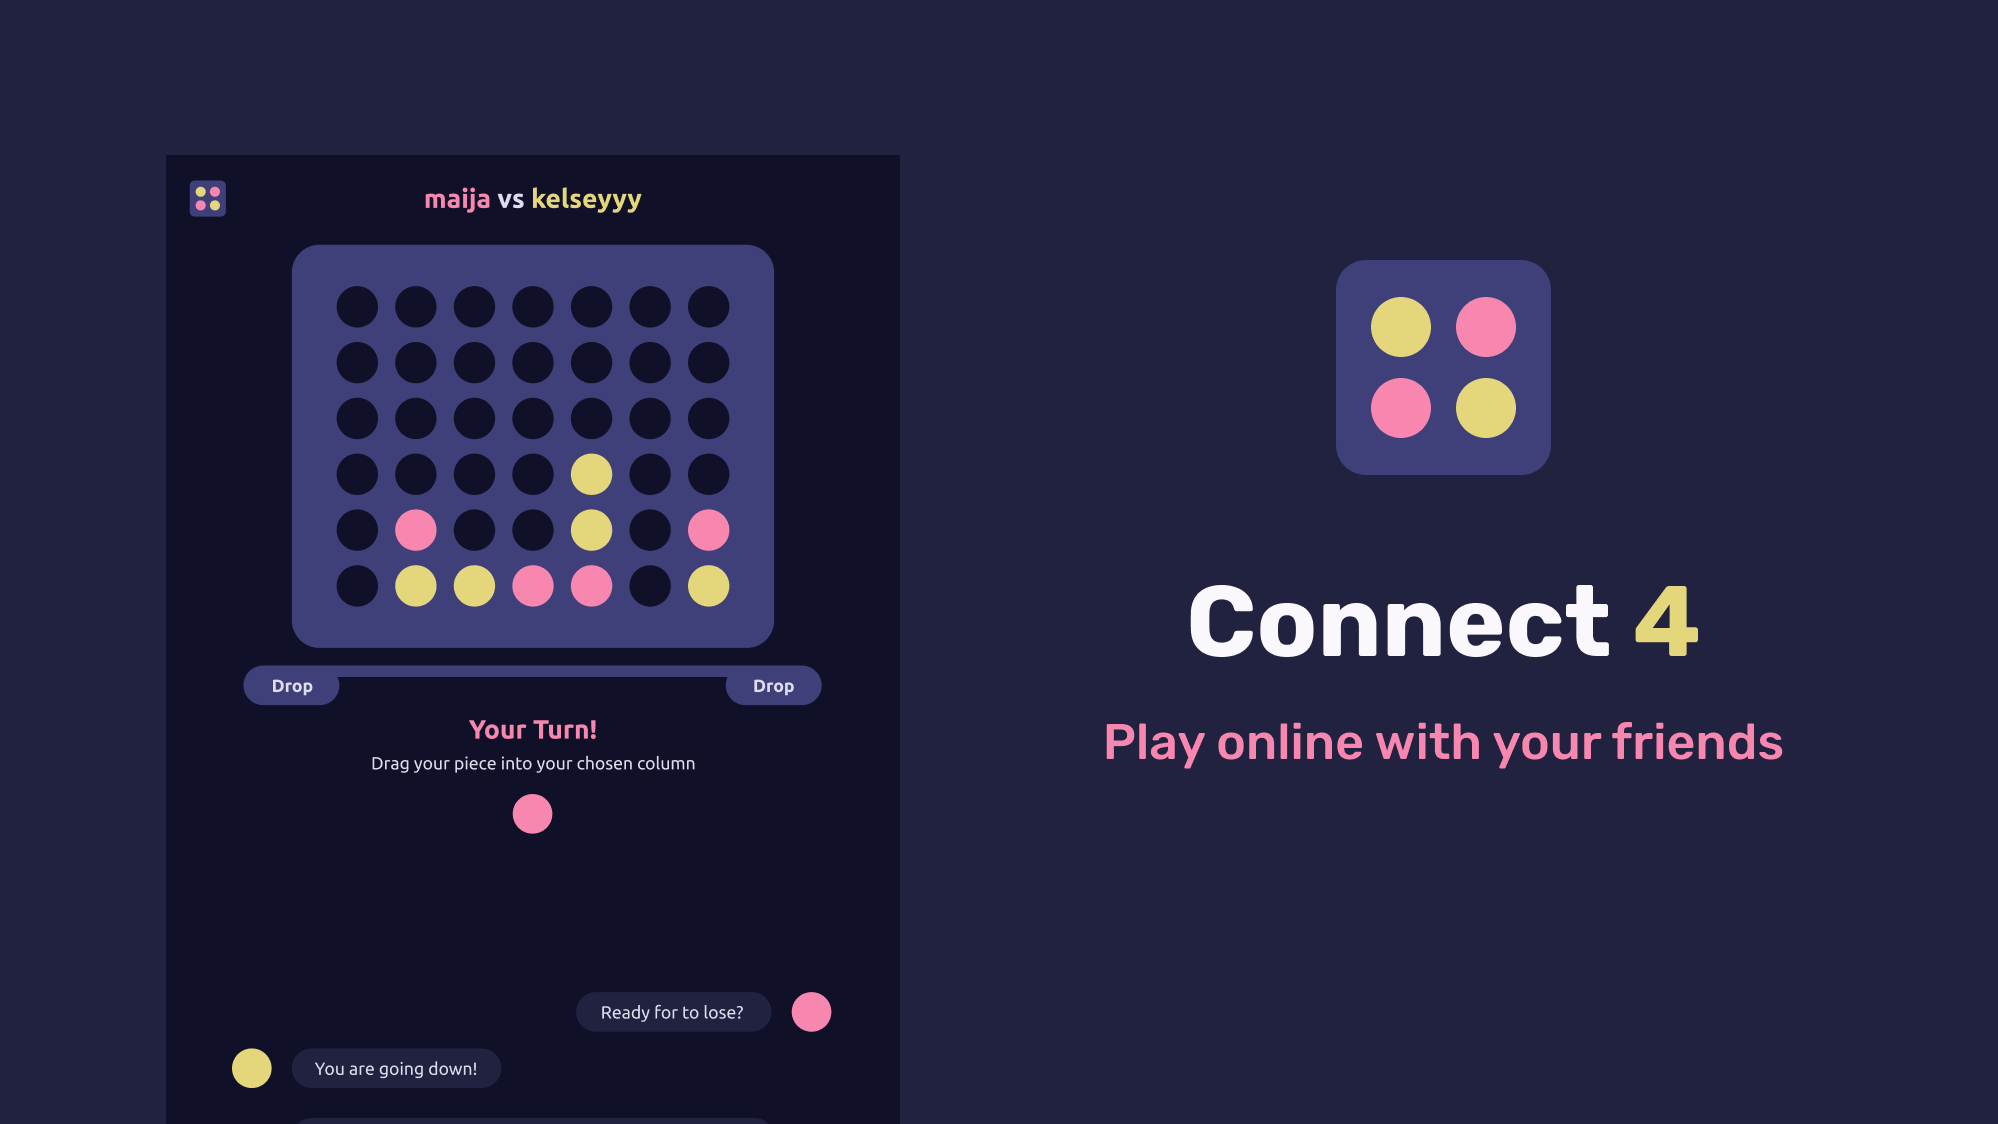 maija vs kelseyyy
Drop
Drop
Your Turn!
Drag your piece into your chosen column
Ready for to lose?
You are going down!
Connect 4
Play online with your friends